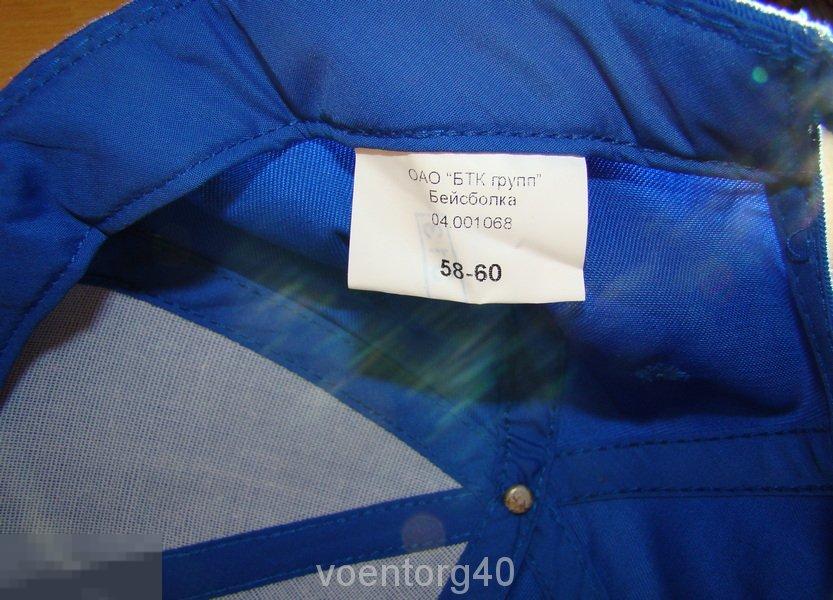 ОАО "БТК групп"
Бейсболка
04.001068
58-60
voentorg40